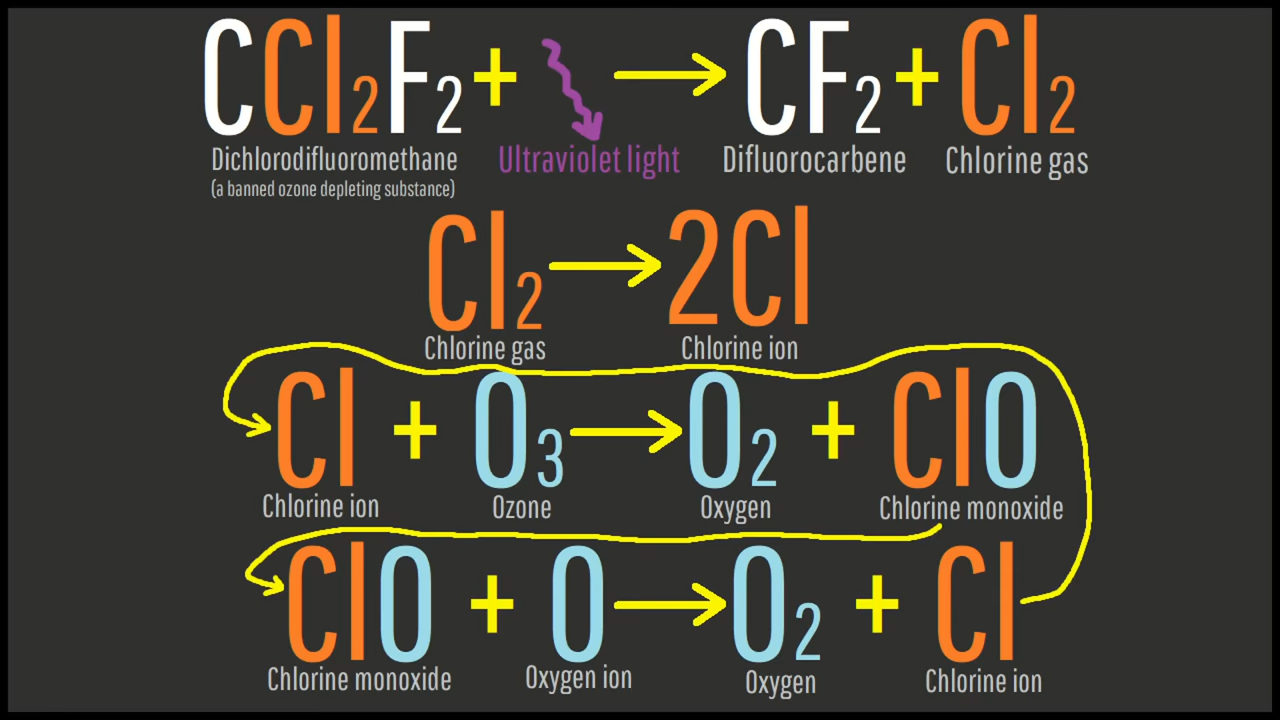 CCl2F2 + → CF2 + Cl2
Dichlorodifluoromethane Ultraviolet light Difluorocarbene Chlorine gas
(a banned ozone depleting substance)
Cl2 → 2Cl
Chlorine gas Chlorine ion
Cl + O3 → O2 + ClO
Chlorine ion Ozone Oxygen Chlorine monoxide
ClO + O → O2 + Cl
Chlorine monoxide Oxygen ion Oxygen Chlorine ion